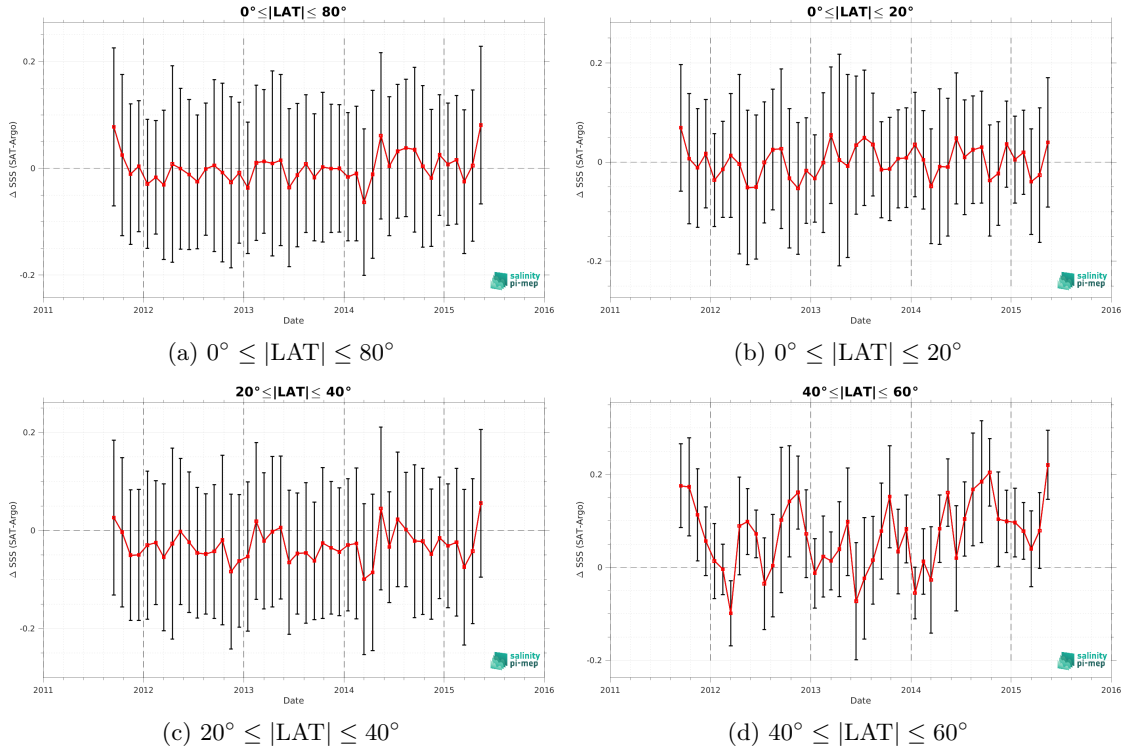 0°≤|LAT|≤ 80°
Δ SSS (SAT-Argo)
0.2
0
-0.2
salinity
pi-mep
2011 2012 2013 2014 2015 2016
Date
(a) 0° ≤ |LAT| ≤ 80°
0°≤|LAT|≤ 20°
Δ SSS (SAT-Argo)
0.2
0
-0.2
salinity
pi-mep
2011 2012 2013 2014 2015 2016
Date
(b) 0° ≤ |LAT| ≤ 20°
20°≤|LAT|≤ 40°
Δ SSS (SAT-Argo)
0.2
0
-0.2
salinity
pi-mep
2011 2012 2013 2014 2015 2016
Date
(c) 20° ≤ |LAT| ≤ 40°
40°≤|LAT|≤ 60°
Δ SSS (SAT-Argo)
0.2
0
-0.2
salinity
pi-mep
2011 2012 2013 2014 2015 2016
Date
(d) 40° ≤ |LAT| ≤ 60°